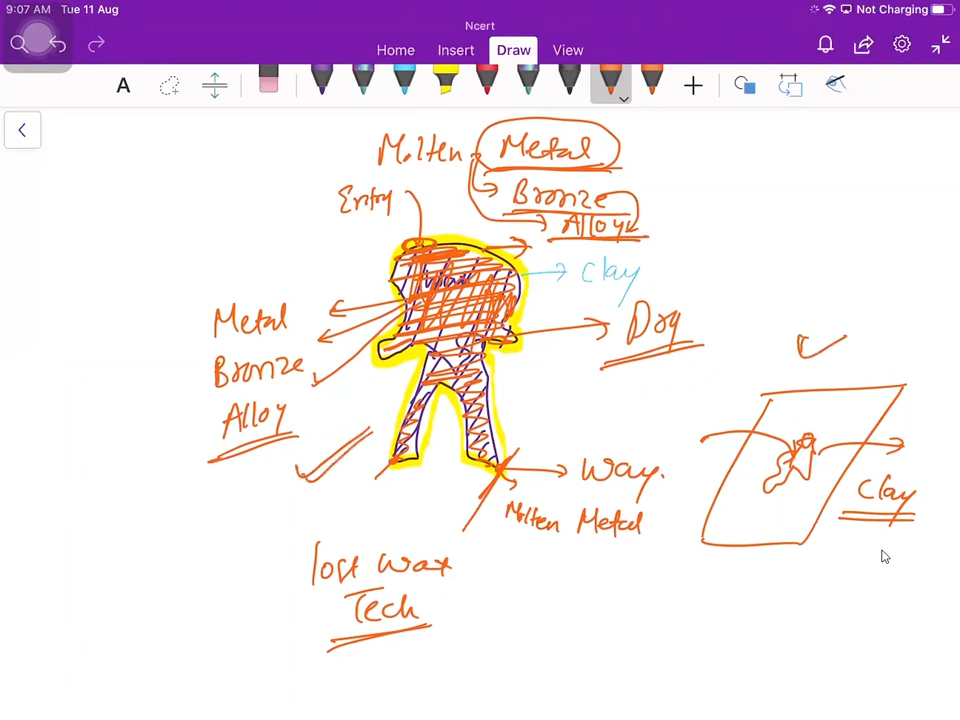 9:07 AM Tue 11 Aug
Not Charging
Ncert
Home Insert Draw View
A
Molten Metal
Bronze
Alloy
Entry
Clay
Metal
Bronze
Alloy
Dry
Way.
Molten Metal
Clay
lost wax
Tech